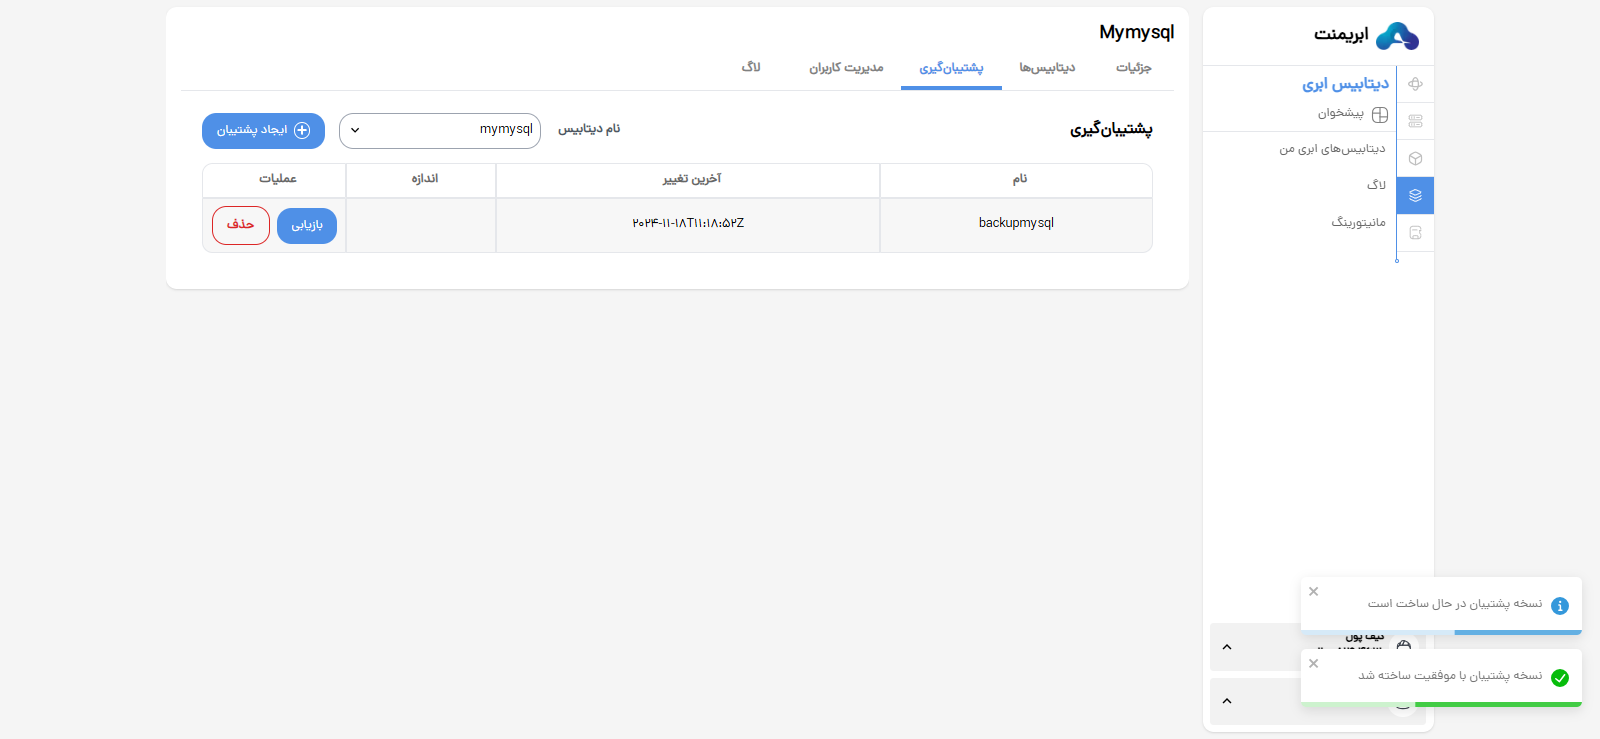 ابریمنت
دیتابیس ابری
پیشخوان
دیتابیس‌های ابری من
لاگ
مانیتورینگ
Mymysql
جزئیات
دیتابیس‌ها
پشتیبان‌گیری
مدیریت کاربران
لاگ
پشتیبان‌گیری
نام دیتابیس
mymysql
ایجاد پشتیبان
نام آخرین تغییر اندازه عملیات
backupmysql
۲۰۲۴-۱۱-۱۸T۱۱:۱۸:۵۲Z
بازیابی
حذف
نسخه پشتیبان در حال ساخت است
کیف پول
نسخه پشتیبان با موفقیت ساخته شد